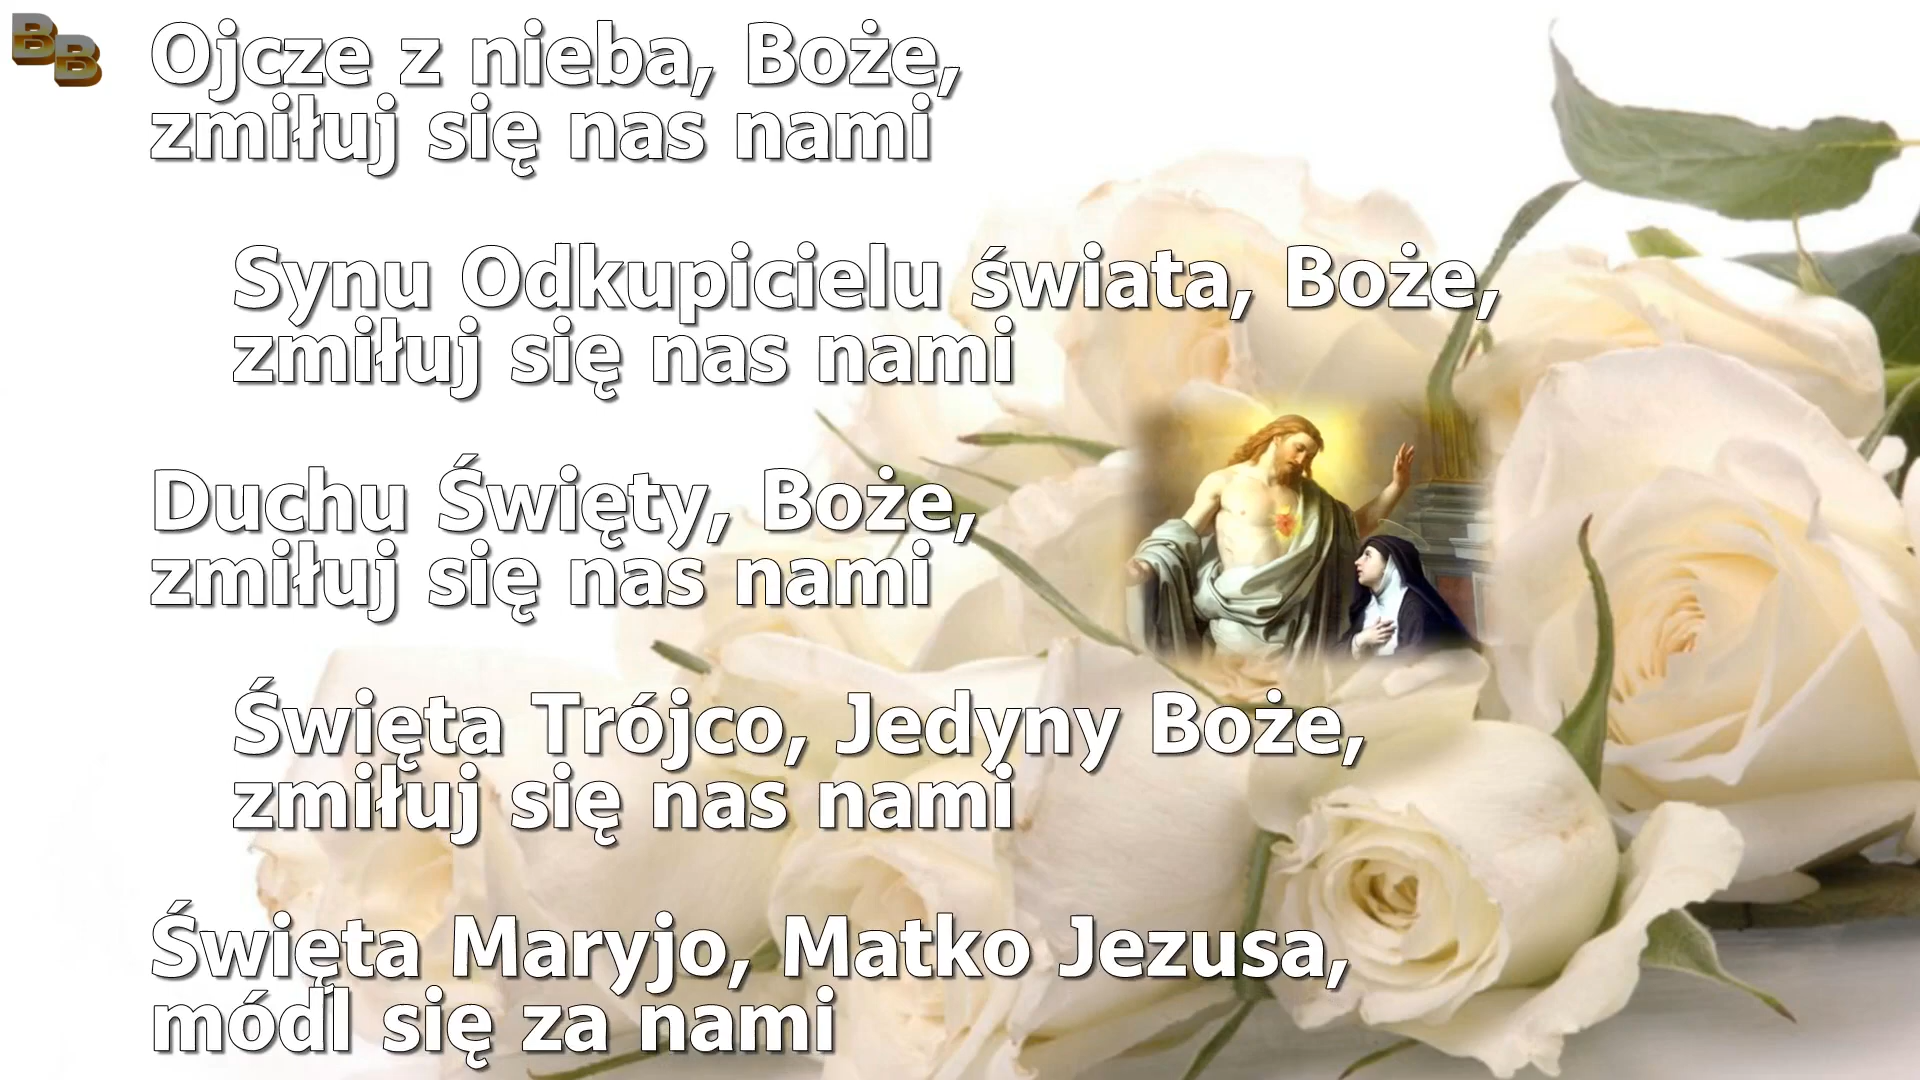 BB
Ojcze z nieba, Boże,
zmiłuj się nas nami
Synu Odkupicielu świata, Boże,
zmiłuj się nas nami
Duchu Święty, Boże,
zmiłuj się nas nami
Święta Trójco, Jedyny Boże,
zmiłuj się nas nami
Święta Maryjo, Matko Jezusa,
módl się za nami